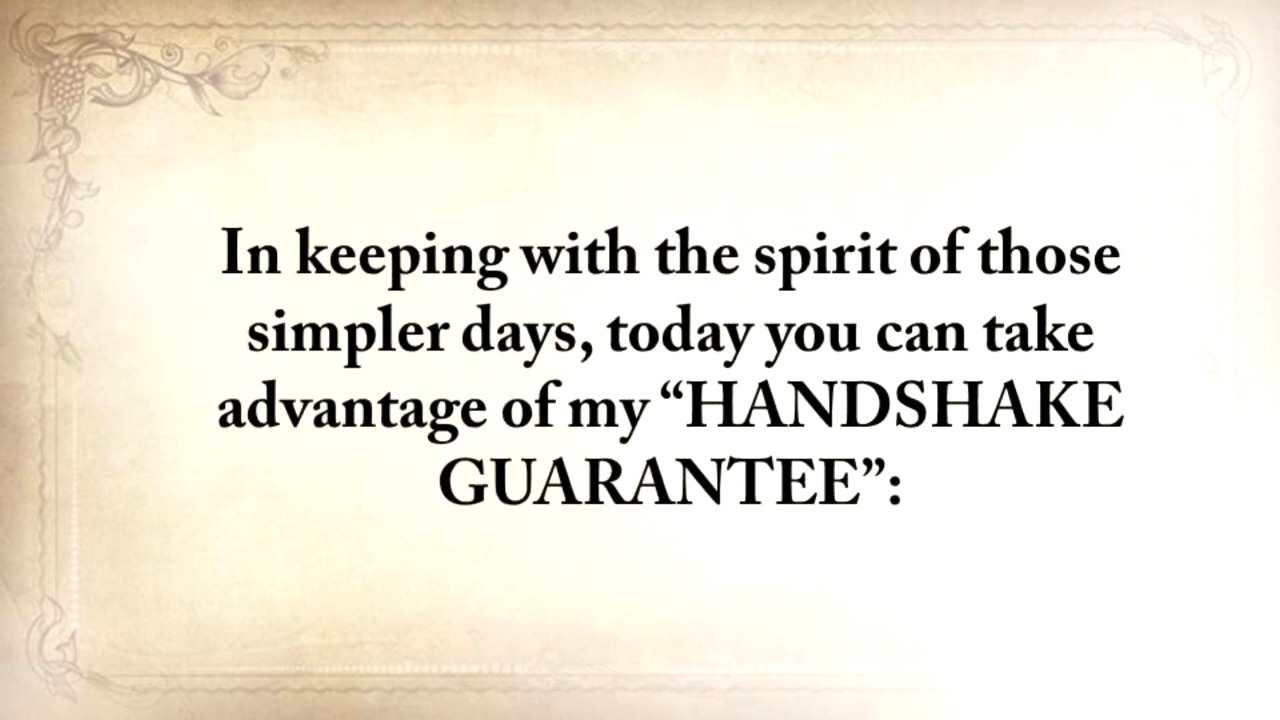 In keeping with the spirit of those
simpler days, today you can take
advantage of my “HANDSHAKE
GUARANTEE”: